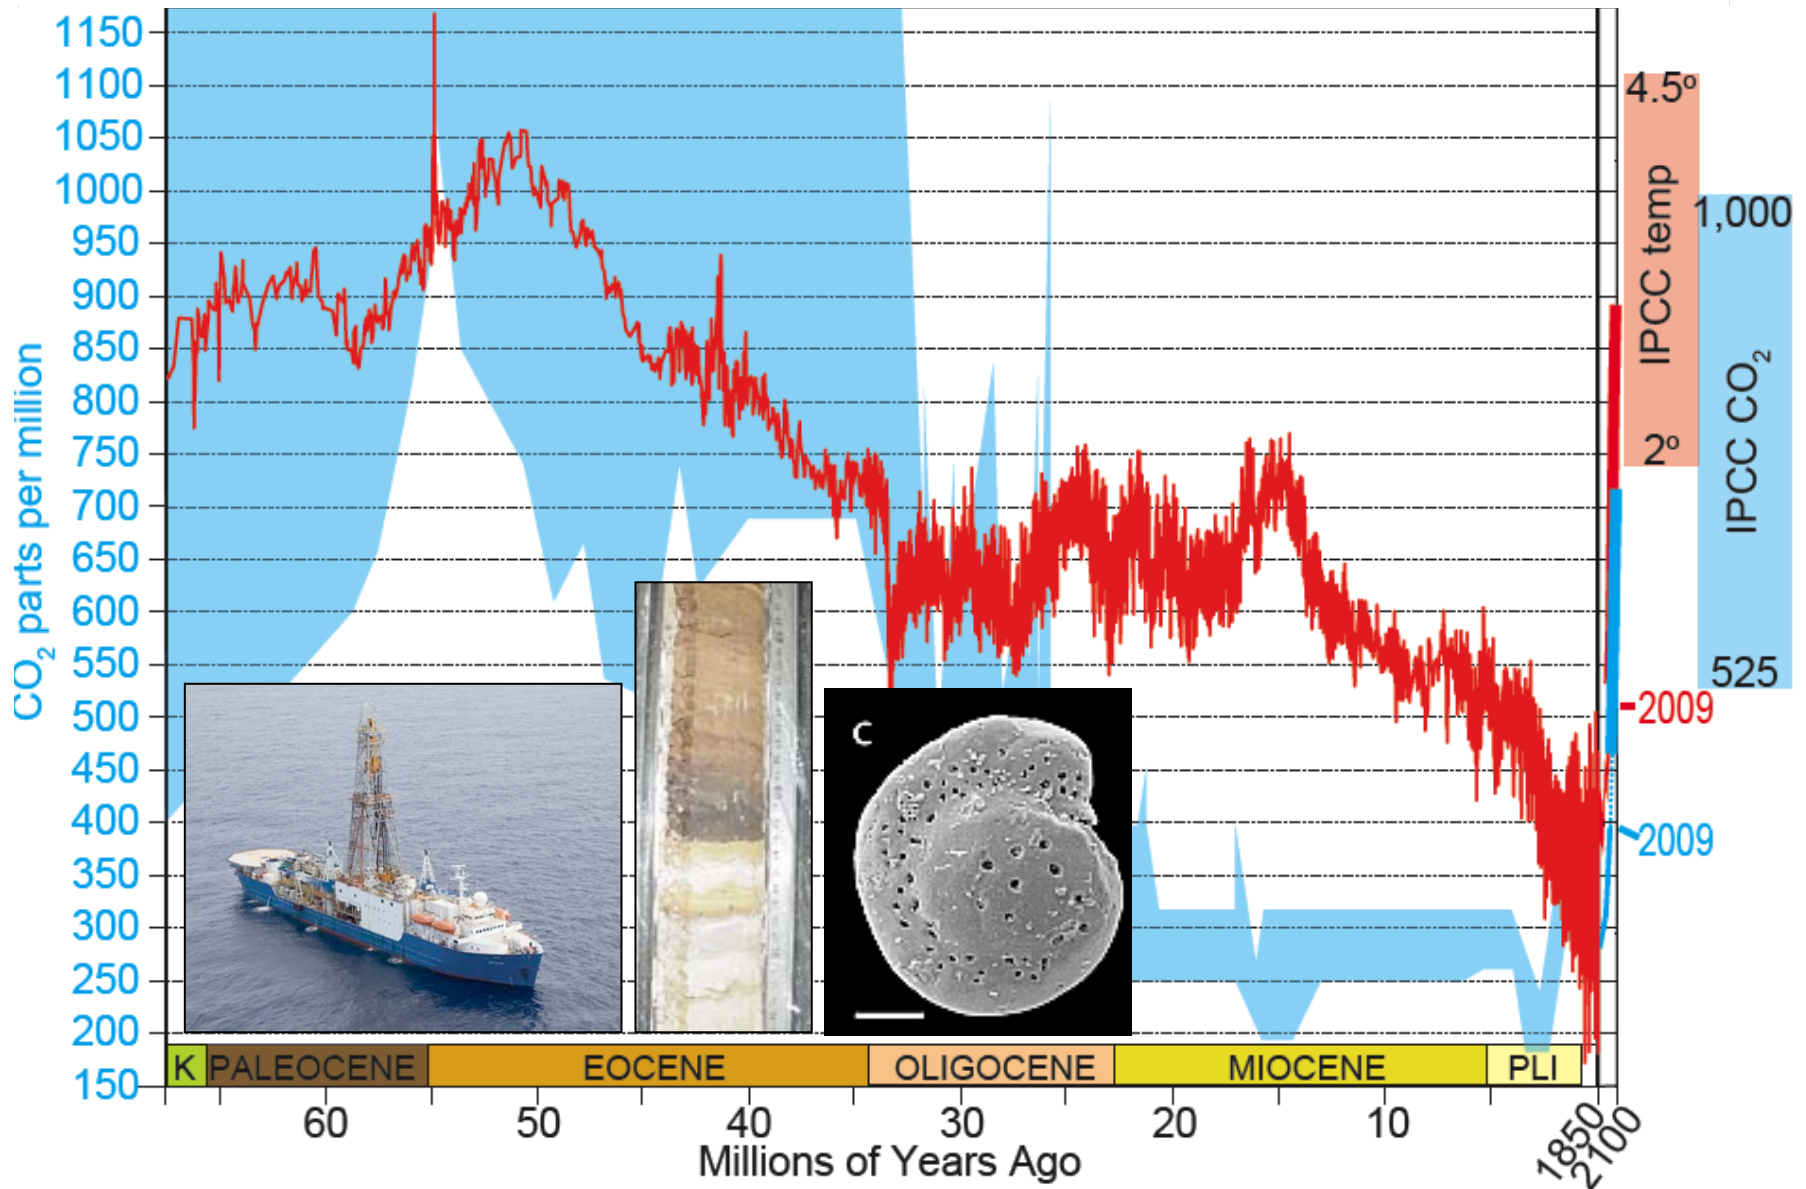 1150
1100
1050
1000
950
900
850
800
750
700
650
600
550
500
450
400
350
300
250
200
150
CO2 parts per million
C
K PALEOCENE EOCENE OLIGOCENE MIOCENE PLI
60 50 40 30 20 10 1850 2100
Millions of Years Ago
4.5º
IPCC temp
2º
1,000
IPCC CO2
525
2009
2009